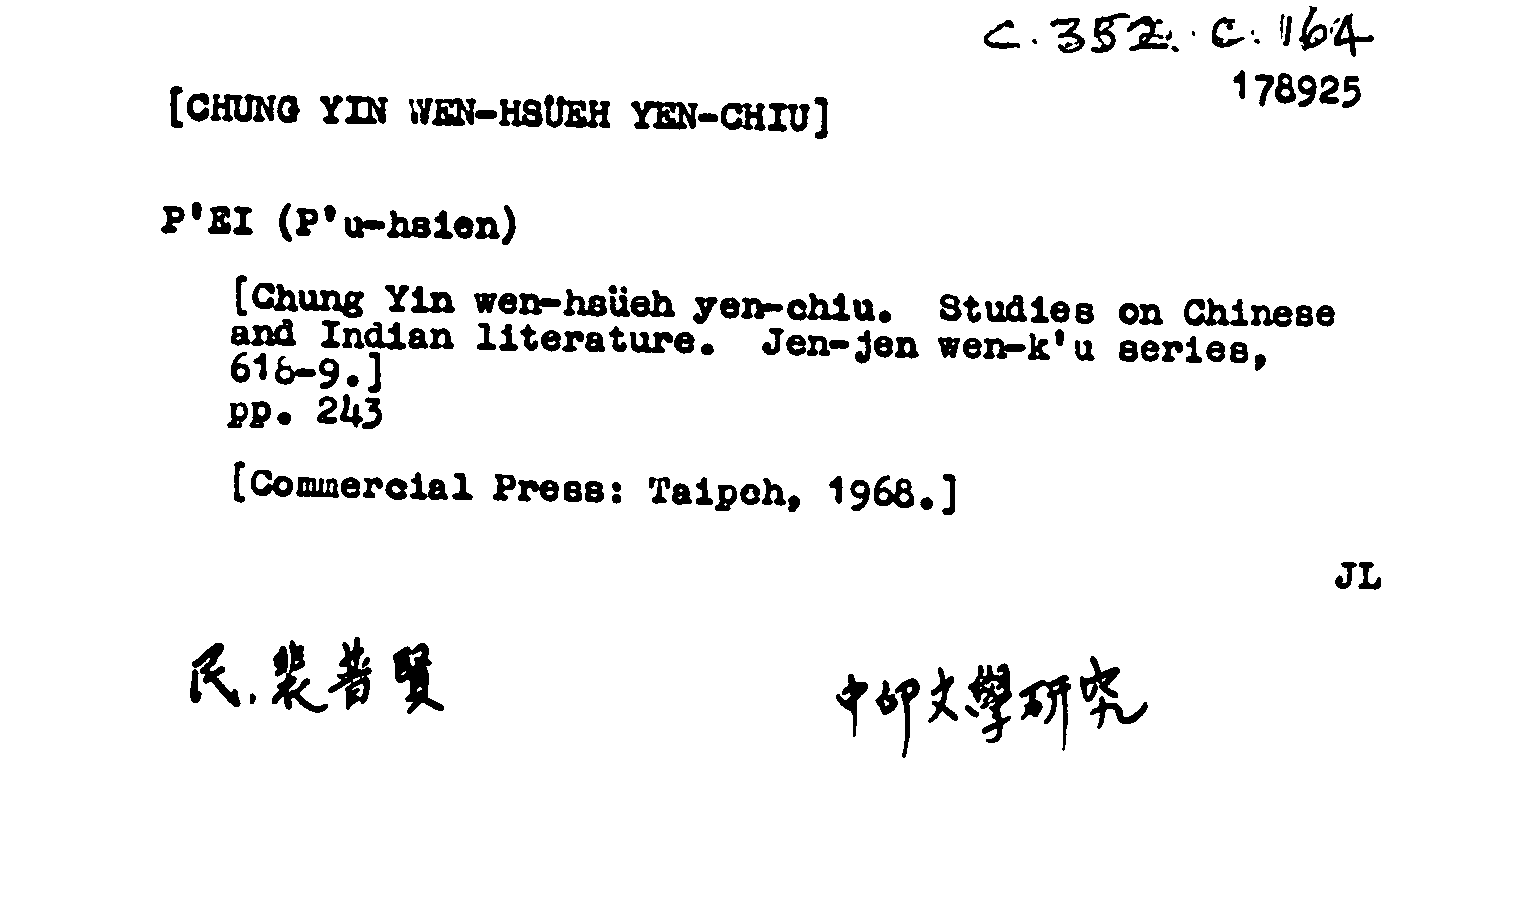 C.352.C.164
178925
[CHUNG YIN WEN-HSÜEH YEN-CHIU]
P'EI (P'u-hsien)
[Chung Yin wen-hsüeh yen-chiu. Studies on Chinese
and Indian literature. Jen-jen wen-k'u series,
618-9.]
pp. 243
[Commercial Press: Taipeh, 1968.]
JL
民.裴普賢 中印文學研究